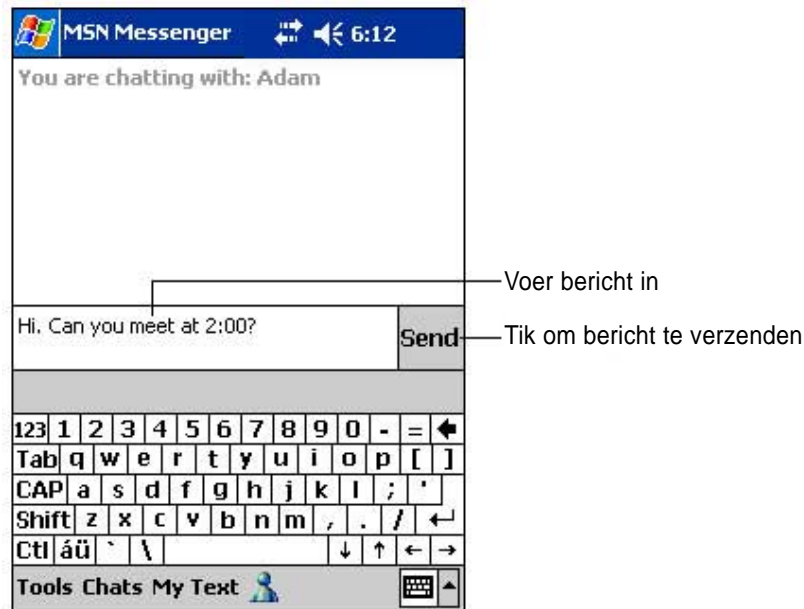 MSN Messenger 6:12
You are chatting with: Adam
Voer bericht in
Hi. Can you meet at 2:00?
Send
Tik om bericht te verzenden
123 1 2 3 4 5 6 7 8 9 0 - =
Tab q w e r t y u i o p [ ]
CAP a s d f g h j k l ; '
Shift z x c v b n m , . /
Ctl áü ` \ ↓ ↑ ← →
Tools Chats My Text